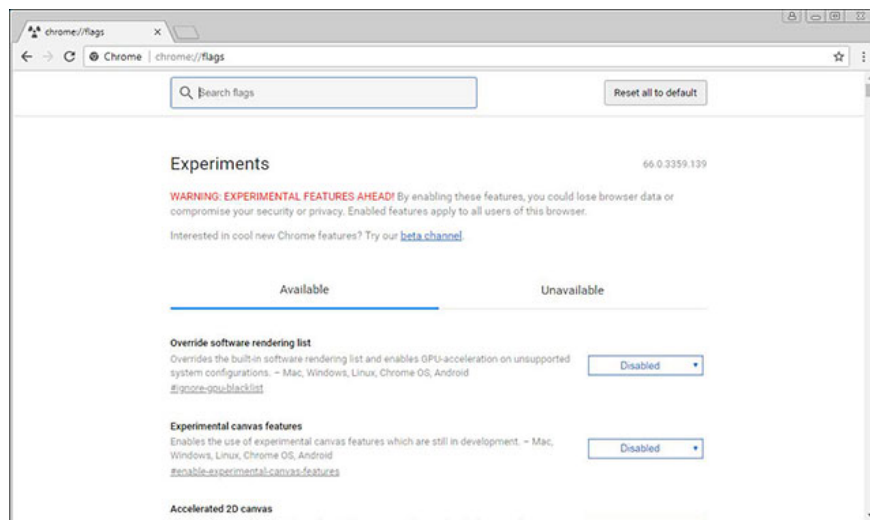 chrome://flags
Chrome | chrome://flags
Search flags
Reset all to default
Experiments
66.0.3359.139
WARNING: EXPERIMENTAL FEATURES AHEAD! By enabling these features, you could lose browser data or
compromise your security or privacy. Enabled features apply to all users of this browser.
Interested in cool new Chrome features? Try our beta channel.
Available
Unavailable
Override software rendering list
Overrides the built-in software rendering list and enables GPU-acceleration on unsupported
system configurations. – Mac, Windows, Linux, Chrome OS, Android
#ignore-gpu-blacklist
Disabled
Experimental canvas features
Enables the use of experimental canvas features which are still in development. – Mac,
Windows, Linux, Chrome OS, Android
#enable-experimental-canvas-features
Disabled
Accelerated 2D canvas